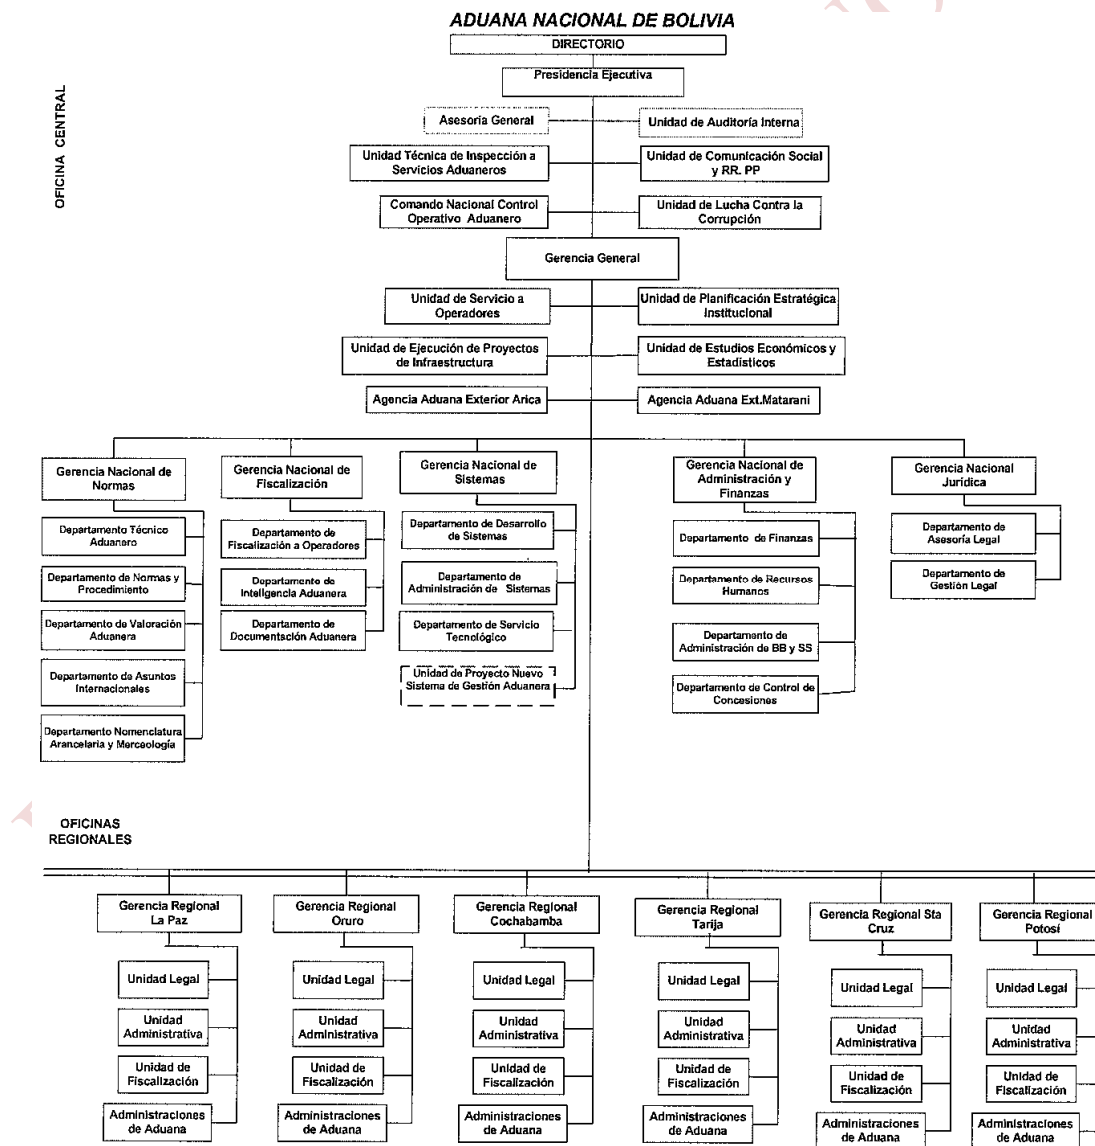 ADUANA NACIONAL DE BOLIVIA
DIRECTORIO
Presidencia Ejecutiva
OFICINA CENTRAL
Asesoría General
Unidad de Auditoría Interna
Unidad Técnica de Inspección a
Servicios Aduaneros
Unidad de Comunicación Social
y RR. PP
Comando Nacional Control
Operativo Aduanero
Unidad de Lucha Contra la
Corrupción
Gerencia General
Unidad de Servicio a
Operadores
Unidad de Planificación Estratégica
Institucional
Unidad de Ejecución de Proyectos
de Infraestructura
Unidad de Estudios Económicos y
Estadísticos
Agencia Aduana Exterior Arica
Agencia Aduana Ext.Matarani
Gerencia Nacional de
Normas
Departamento Técnico
Aduanero
Departamento de Normas y
Procedimiento
Departamento de Valoración
Aduanera
Departamento de Asuntos
Internacionales
Departamento Nomenclatura
Arancelaria y Merceología
Gerencia Nacional de
Fiscalización
Departamento de
Fiscalización a Operadores
Departamento de
Inteligencia Aduanera
Departamento de
Documentación Aduanera
Gerencia Nacional de
Sistemas
Departamento de Desarrollo
de Sistemas
Departamento de
Administración de Sistemas
Departamento de Servicio
Tecnológico
Unidad de Proyecto Nuevo
Sistema de Gestión Aduanera
Gerencia Nacional de
Administración y
Finanzas
Departamento de Finanzas
Departamento de Recursos
Humanos
Departamento de
Administración de BB y SS
Departamento de Control de
Concesiones
Gerencia Nacional
Jurídica
Departamento de
Asesoría Legal
Departamento de
Gestión Legal
OFICINAS
REGIONALES
Gerencia Regional
La Paz
Unidad Legal
Unidad
Administrativa
Unidad de
Fiscalización
Administraciones
de Aduana
Gerencia Regional
Oruro
Unidad Legal
Unidad
Administrativa
Unidad de
Fiscalización
Administraciones
de Aduana
Gerencia Regional
Cochabamba
Unidad Legal
Unidad
Administrativa
Unidad de
Fiscalización
Administraciones
de Aduana
Gerencia Regional
Tarija
Unidad Legal
Unidad
Administrativa
Unidad de
Fiscalización
Administraciones
de Aduana
Gerencia Regional Sta
Cruz
Unidad Legal
Unidad
Administrativa
Unidad de
Fiscalización
Administraciones
de Aduana
Gerencia Regional
Potosí
Unidad Legal
Unidad
Administrativa
Unidad de
Fiscalización
Administraciones
de Aduana